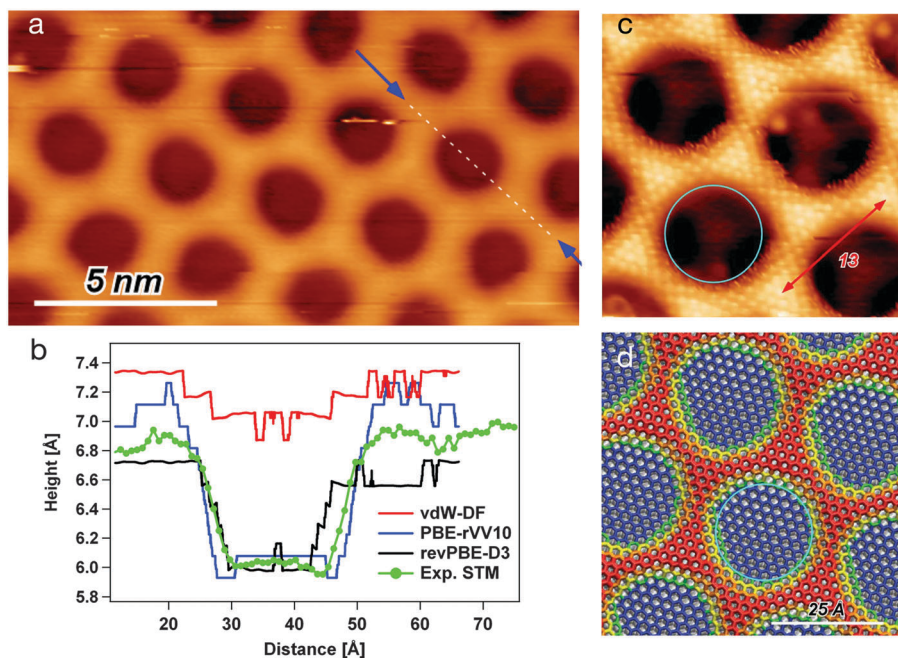 a
5 nm
b
7.4
7.2
7.0
6.8
6.6
6.4
6.2
6.0
5.8
Height [Å]
20
30
40
50
60
70
Distance [Å]
vdW-DF
PBE-rVV10
revPBE-D3
Exp. STM
c
13
d
25 A